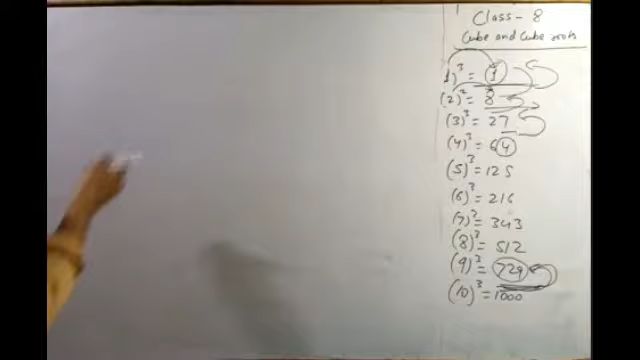 Class - 8
Cube and Cube roots
(1)³ = 1
(2)³ = 8
(3)³ = 27
(4)³ = 64
(5)³ = 125
(6)³ = 216
(7)³ = 343
(8)³ = 512
(9)³ = 729
(10)³ = 1000